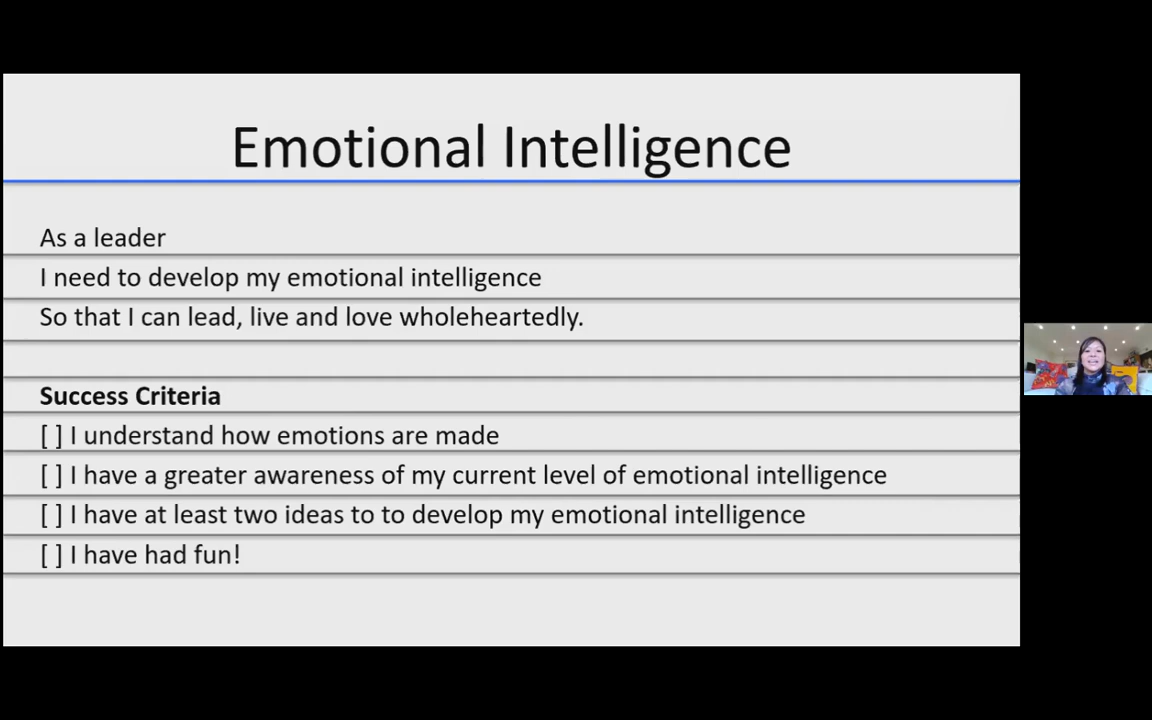 Emotional Intelligence
As a leader
I need to develop my emotional intelligence
So that I can lead, live and love wholeheartedly.
Success Criteria
[ ] I understand how emotions are made
[ ] I have a greater awareness of my current level of emotional intelligence
[ ] I have at least two ideas to to develop my emotional intelligence
[ ] I have had fun!